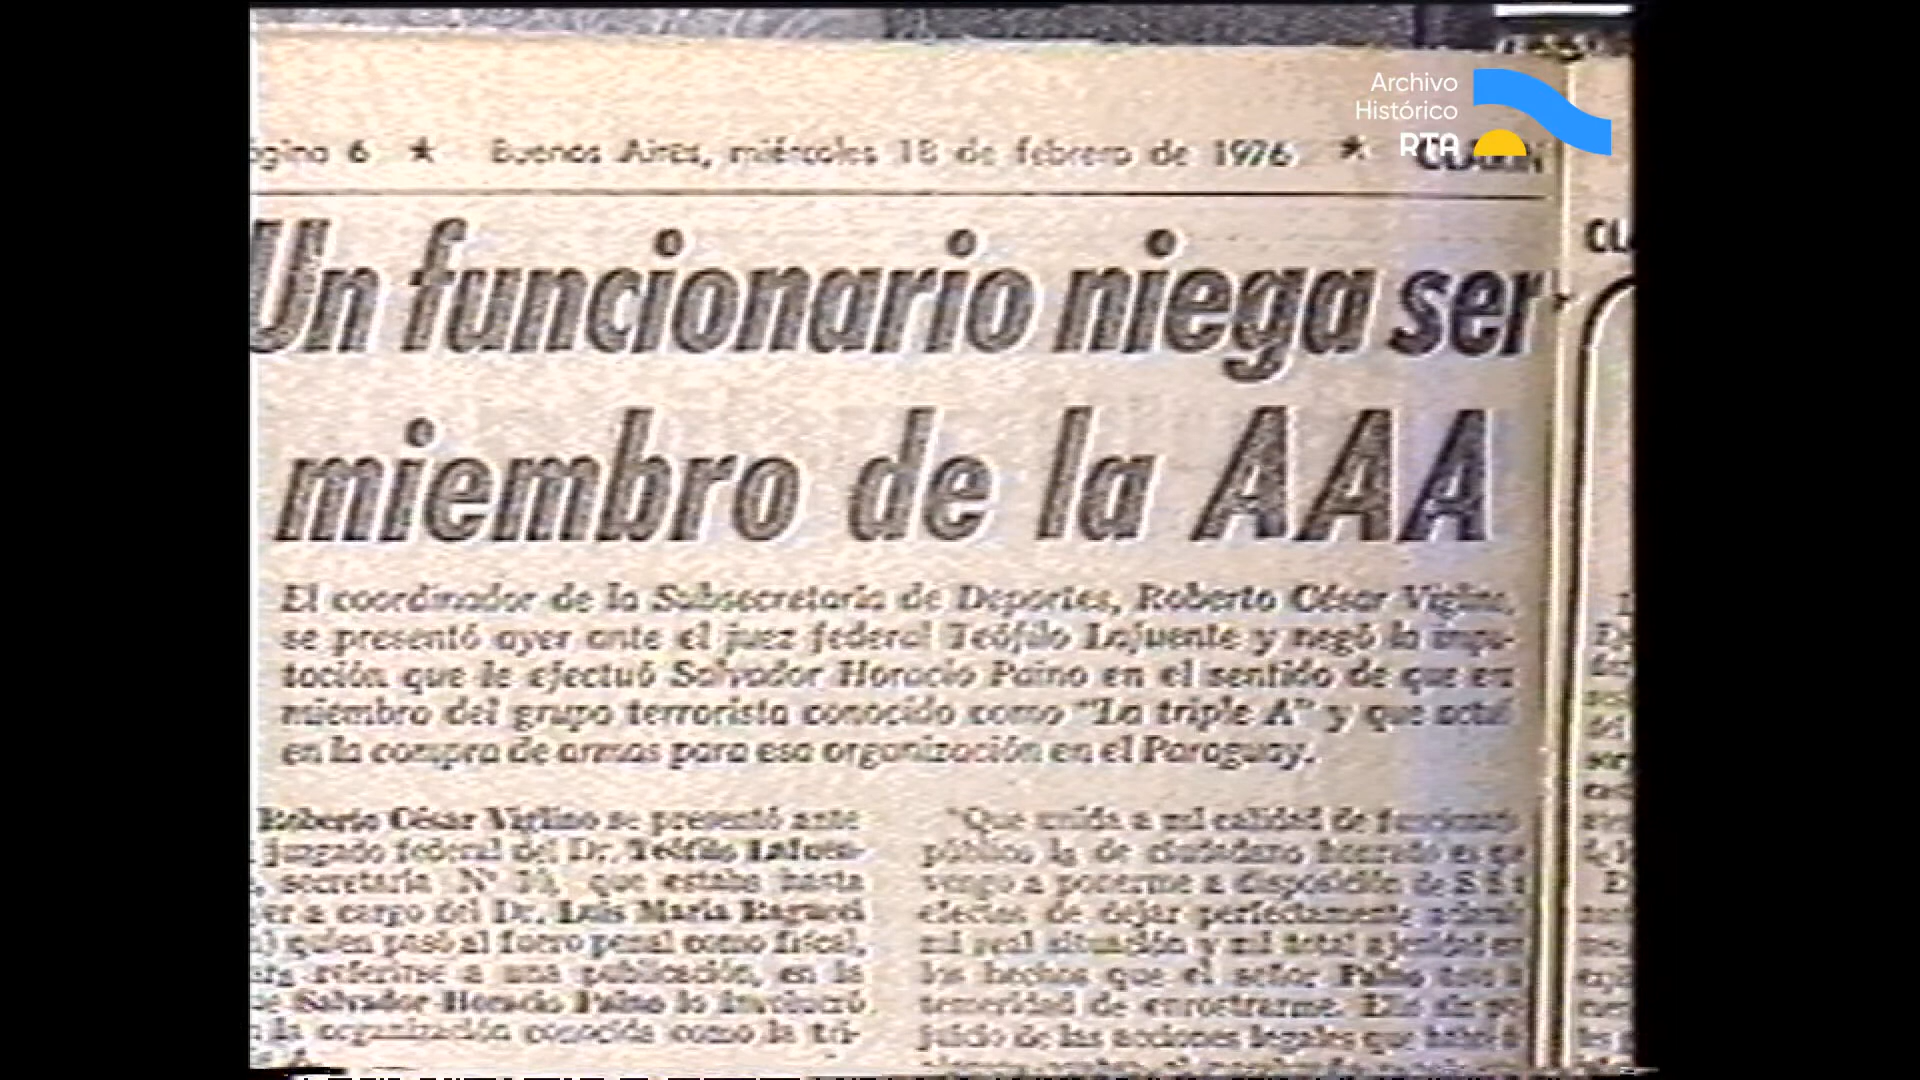 Archivo
Histórico
RTA
Página 6 ★ Buenos Aires, miércoles 18 de febrero de 1976 ★ CLARIN
Un funcionario niega ser
miembro de la AAA
El coordinador de la Subsecretaría de Deportes, Roberto César Viglino,
se presentó ayer ante el juez federal Teófilo Lafuente y negó la impu-
tación que le efectuó Salvador Horacio Paino en el sentido de que era
miembro del grupo terrorista conocido como "La triple A" y que actuó
en la compra de armas para esa organización en el Paraguay.
Roberto César Viglino se presentó ante
juzgado federal del Dr. Teófilo Lafuen-
secretaría Nº que estaba hasta
er a cargo del Dr. Luis María Ragucci
quien pasó al fuero penal como fiscal,
referirse a una publicación, en la
Salvador Horacio Paino lo involucró
la organización conocida como la tri-
"Que unida a mi calidad de funcionario
público la de ciudadano honrado es que
vengo a ponerme a disposición de
efectos de dejar perfectamente
mi real situación y mi total ajenidad en
los hechos que el señor Paino
temeridad de enrostrarme.
juicio de las acciones legales que